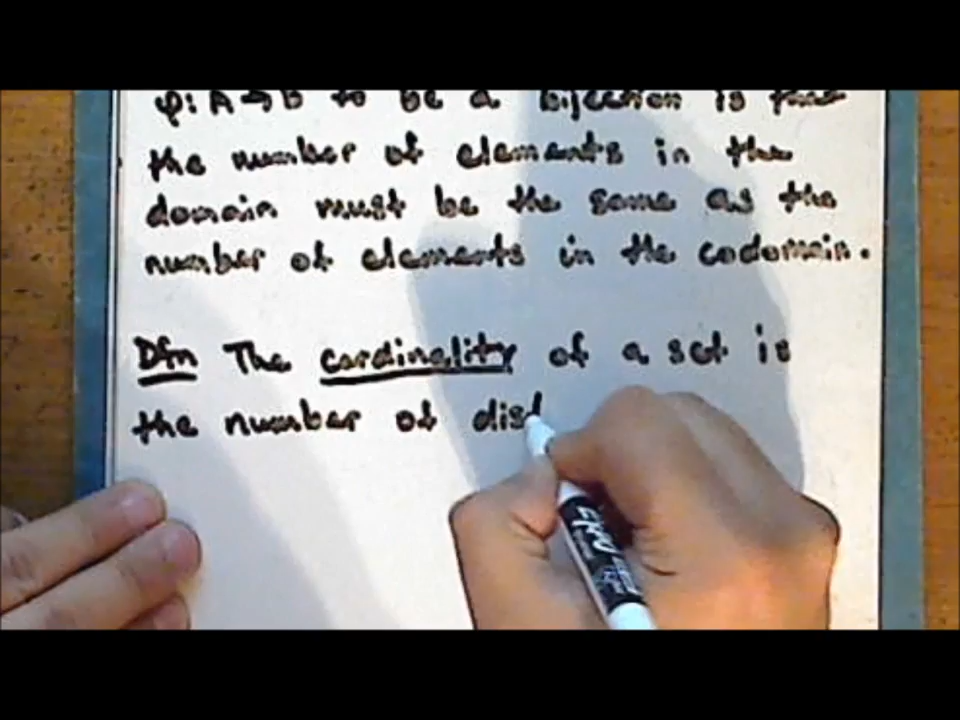 φ: A→B to be a bijection is that
the number of elements in the
domain must be the same as the
number of elements in the codomain.
Dfn The cardinality of a set is
the number of dist
EXPO